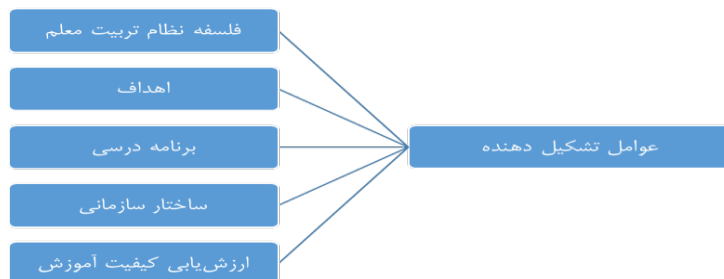 عوامل تشکیل دهنده
فلسفه نظام تربیت معلم
اهداف
برنامه درسی
ساختار سازمانی
ارزش‌یابی کیفیت آموزش